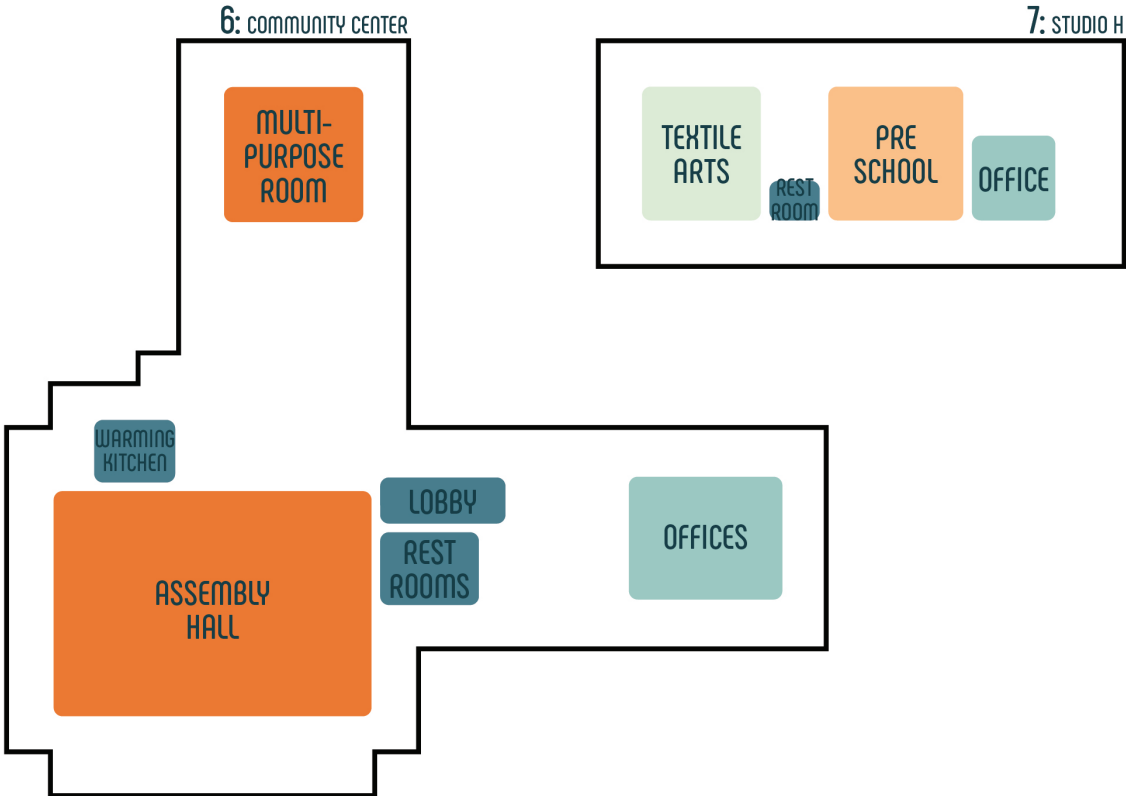 6: COMMUNITY CENTER
MULTI-
PURPOSE
ROOM
WARMING
KITCHEN
LOBBY
REST
ROOMS
OFFICES
ASSEMBLY
HALL
7: STUDIO H
TEXTILE
ARTS
REST
ROOM
PRE
SCHOOL
OFFICE